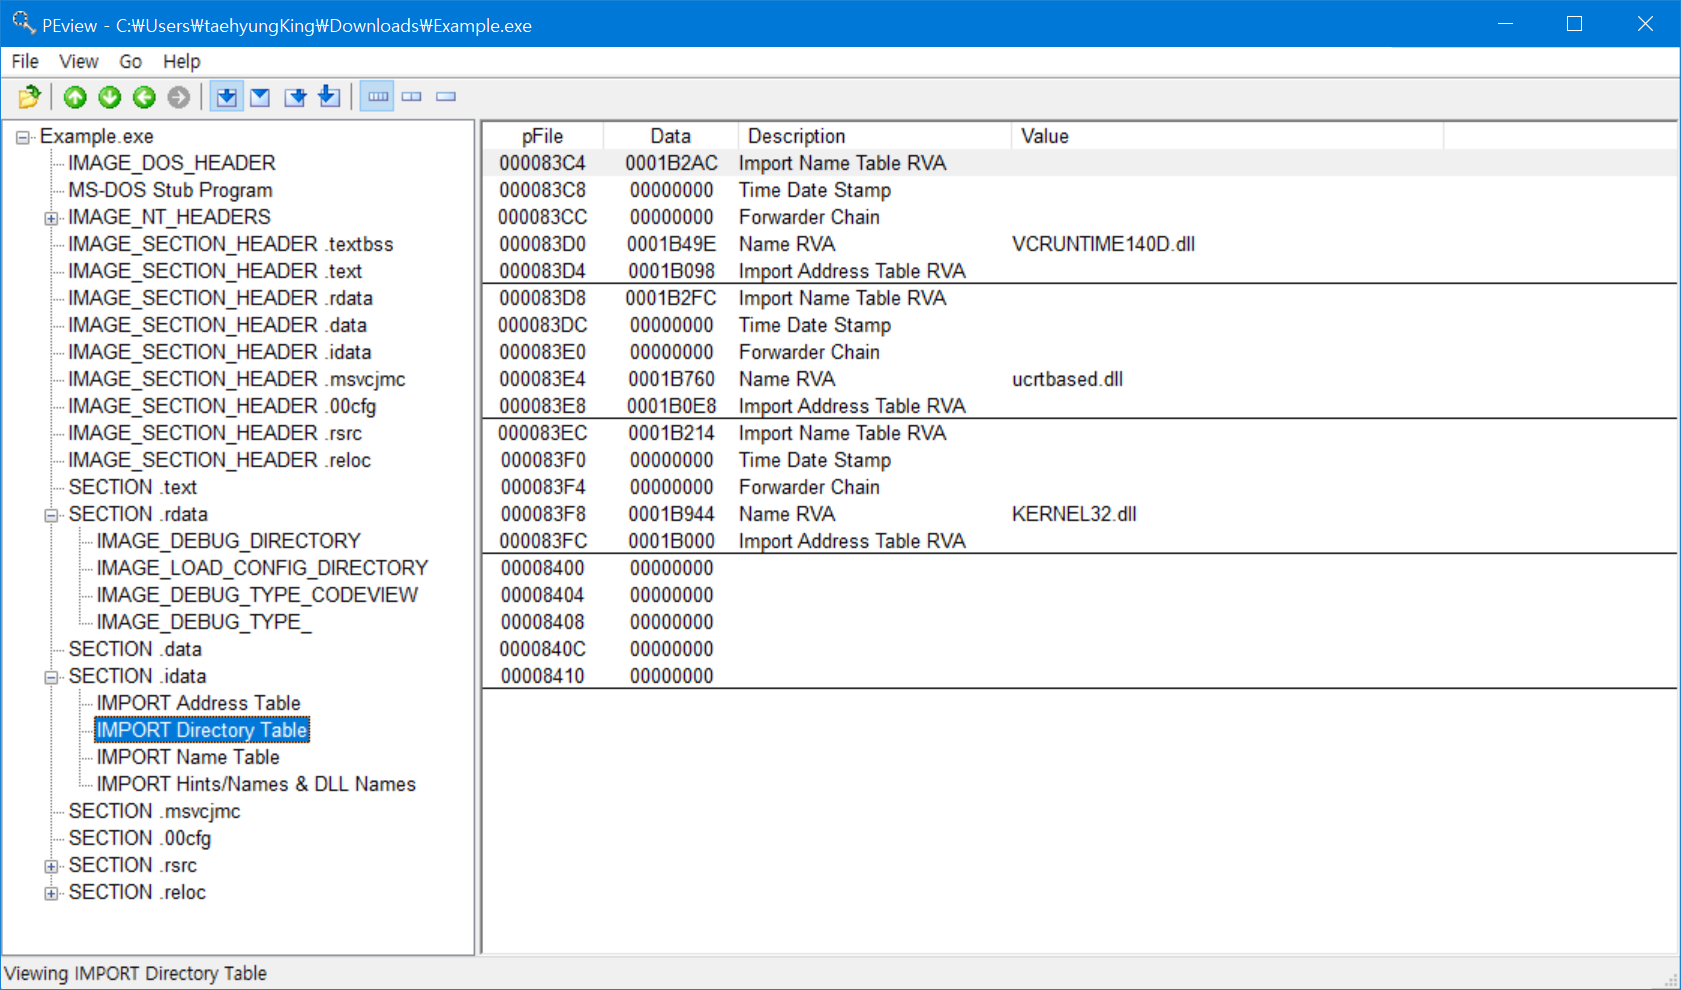 PEview - C:₩Users₩taehyungKing₩Downloads₩Example.exe
File View Go Help
Example.exe
IMAGE_DOS_HEADER
MS-DOS Stub Program
IMAGE_NT_HEADERS
IMAGE_SECTION_HEADER .textbss
IMAGE_SECTION_HEADER .text
IMAGE_SECTION_HEADER .rdata
IMAGE_SECTION_HEADER .data
IMAGE_SECTION_HEADER .idata
IMAGE_SECTION_HEADER .msvcjmc
IMAGE_SECTION_HEADER .00cfg
IMAGE_SECTION_HEADER .rsrc
IMAGE_SECTION_HEADER .reloc
SECTION .text
SECTION .rdata
IMAGE_DEBUG_DIRECTORY
IMAGE_LOAD_CONFIG_DIRECTORY
IMAGE_DEBUG_TYPE_CODEVIEW
IMAGE_DEBUG_TYPE_
SECTION .data
SECTION .idata
IMPORT Address Table
IMPORT Directory Table
IMPORT Name Table
IMPORT Hints/Names & DLL Names
SECTION .msvcjmc
SECTION .00cfg
SECTION .rsrc
SECTION .reloc
pFile Data Description Value
000083C4 0001B2AC Import Name Table RVA
000083C8 00000000 Time Date Stamp
000083CC 00000000 Forwarder Chain
000083D0 0001B49E Name RVA VCRUNTIME140D.dll
000083D4 0001B098 Import Address Table RVA
000083D8 0001B2FC Import Name Table RVA
000083DC 00000000 Time Date Stamp
000083E0 00000000 Forwarder Chain
000083E4 0001B760 Name RVA ucrtbased.dll
000083E8 0001B0E8 Import Address Table RVA
000083EC 0001B214 Import Name Table RVA
000083F0 00000000 Time Date Stamp
000083F4 00000000 Forwarder Chain
000083F8 0001B944 Name RVA KERNEL32.dll
000083FC 0001B000 Import Address Table RVA
00008400 00000000
00008404 00000000
00008408 00000000
0000840C 00000000
00008410 00000000
Viewing IMPORT Directory Table